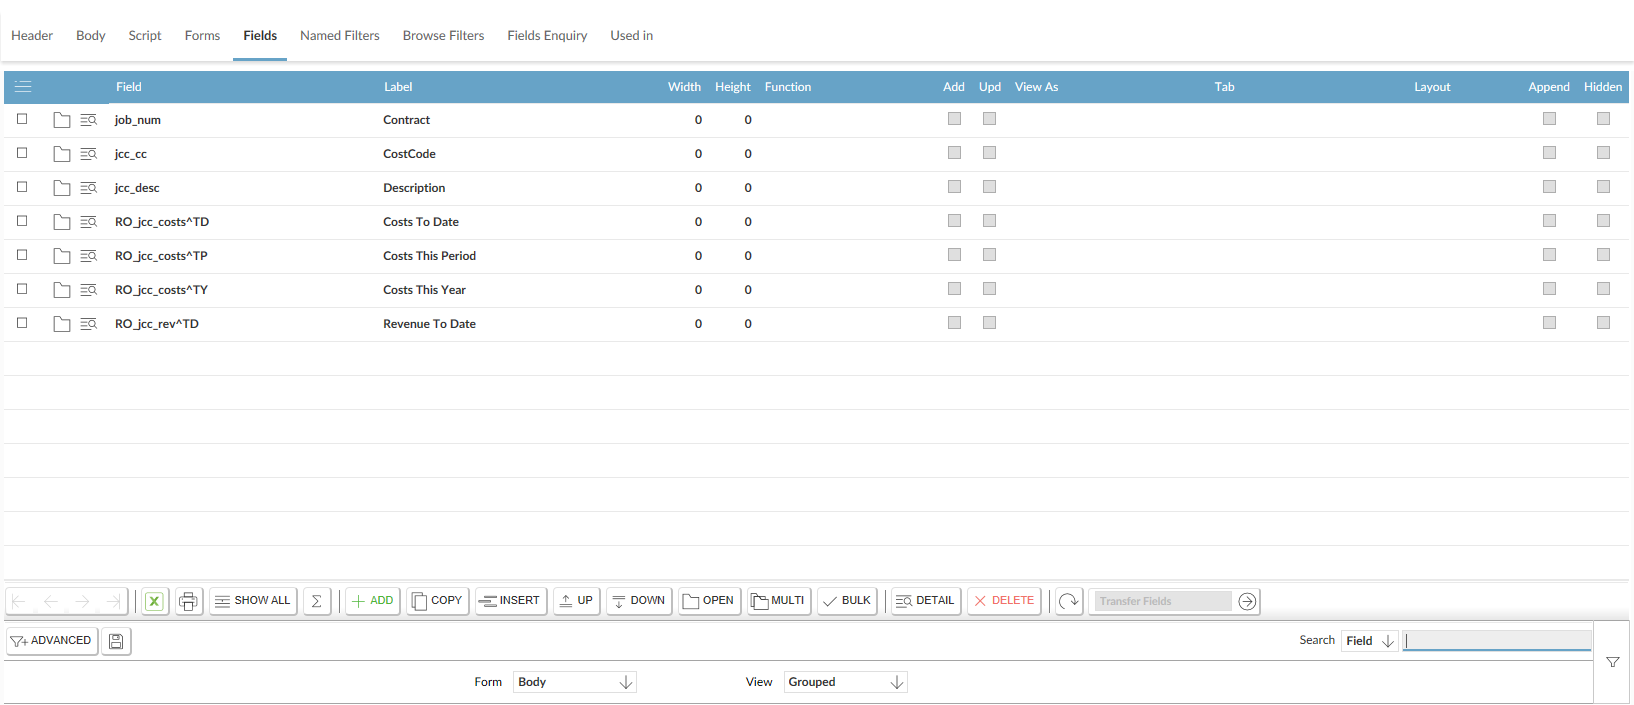 Header Body Script Forms Fields Named Filters Browse Filters Fields Enquiry Used in
Field Label Width Height Function Add Upd View As Tab Layout Append Hidden
job_num Contract 0 0
jcc_cc CostCode 0 0
jcc_desc Description 0 0
RO_jcc_costs^TD Costs To Date 0 0
RO_jcc_costs^TP Costs This Period 0 0
RO_jcc_costs^TY Costs This Year 0 0
RO_jcc_rev^TD Revenue To Date 0 0
SHOW ALL Σ ADD COPY INSERT UP DOWN OPEN MULTI BULK DETAIL DELETE Transfer Fields
ADVANCED Search Field
Form Body View Grouped